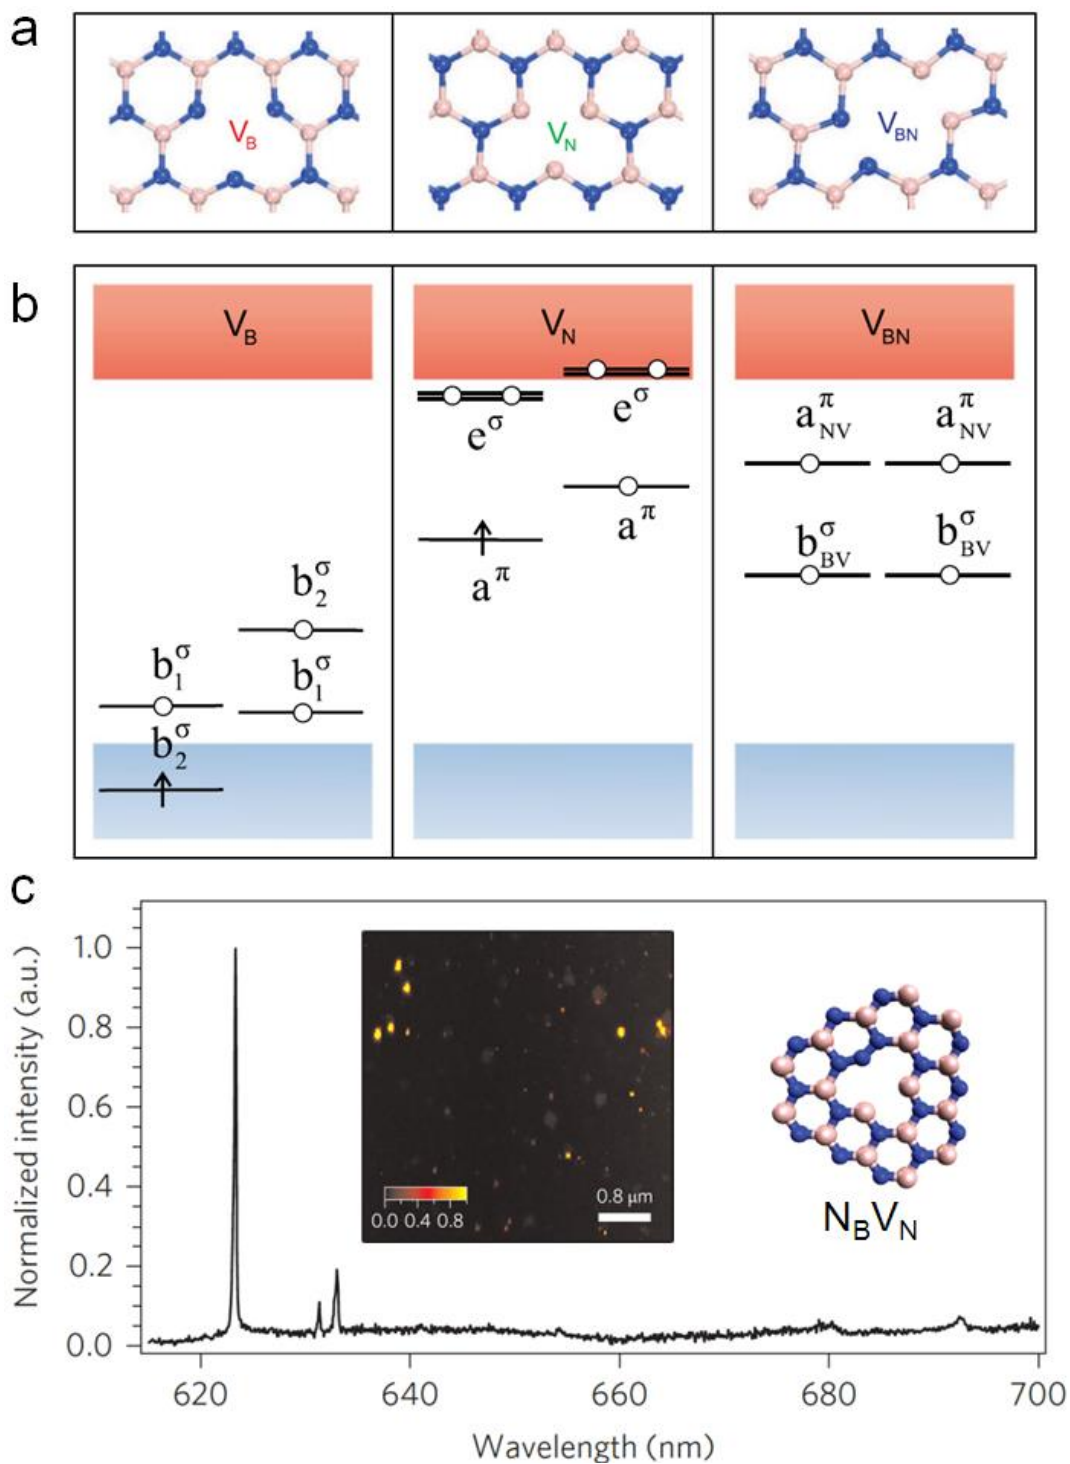 a
V_B
V_N
V_BN
b
V_B
V_N
V_BN
e^σ
e^σ
a^π_NV
a^π_NV
a^π
a^π
b^σ_BV
b^σ_BV
b^σ_2
b^σ_1
b^σ_1
b^σ_2
c
Normalized intensity (a.u.)
1.0
0.8
0.6
0.4
0.2
0.0
0.0 0.4 0.8
0.8 μm
N_BV_N
620 640 660 680 700
Wavelength (nm)